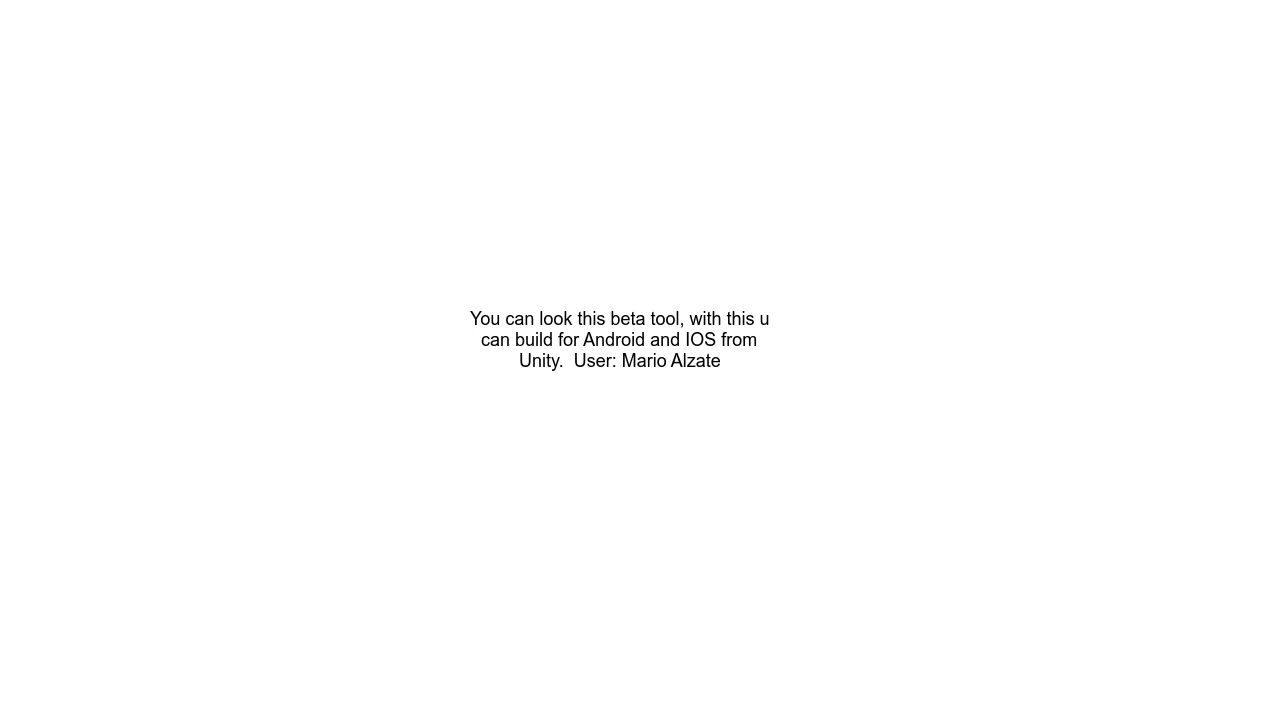 You can look this beta tool, with this u
can build for Android and IOS from
Unity.  User: Mario Alzate